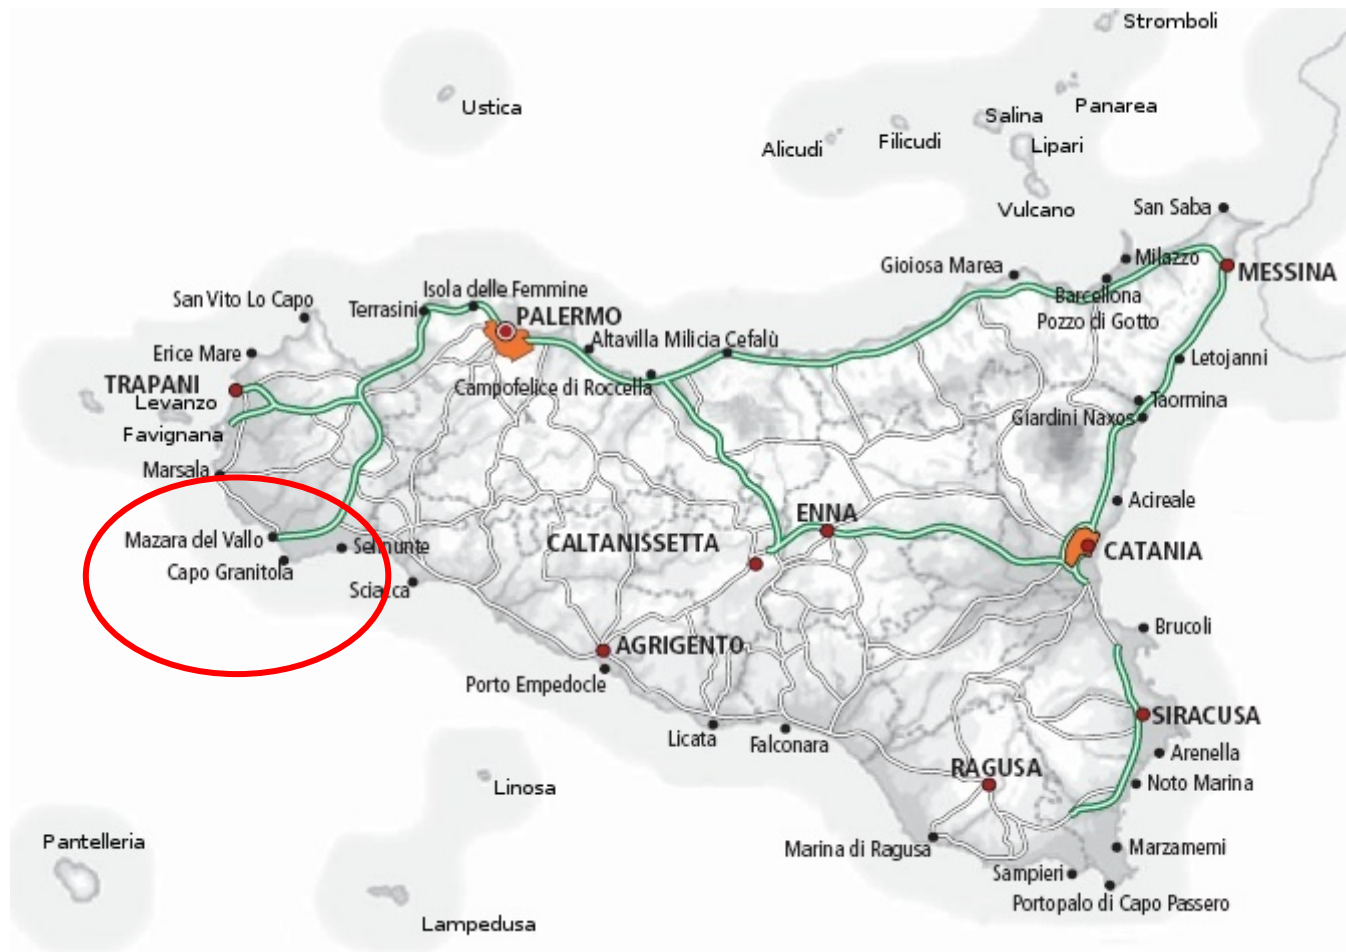 Stromboli
Ustica
Panarea
Salina
Alicudi
Filicudi
Lipari
Vulcano
San Saba
Milazzo
Gioiosa Marea
MESSINA
Barcellona
Pozzo di Gotto
San Vito Lo Capo
Isola delle Femmine
Terrasini
PALERMO
Altavilla Milicia
Cefalù
Erice Mare
Letojanni
TRAPANI
Campofelice di Roccella
Levanzo
Taormina
Giardini Naxos
Favignana
Marsala
Acireale
ENNA
Mazara del Vallo
Selinunte
CALTANISSETTA
CATANIA
Capo Granitola
Sciacca
Brucoli
AGRIGENTO
Porto Empedocle
SIRACUSA
Licata
Falconara
Arenella
RAGUSA
Noto Marina
Linosa
Pantelleria
Marina di Ragusa
Marzamemi
Sampieri
Portopalo di Capo Passero
Lampedusa